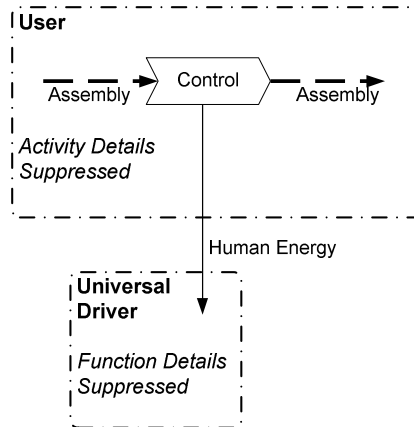 User
Control
Assembly
Assembly
Activity Details
Suppressed
Human Energy
Universal
Driver
Function Details
Suppressed